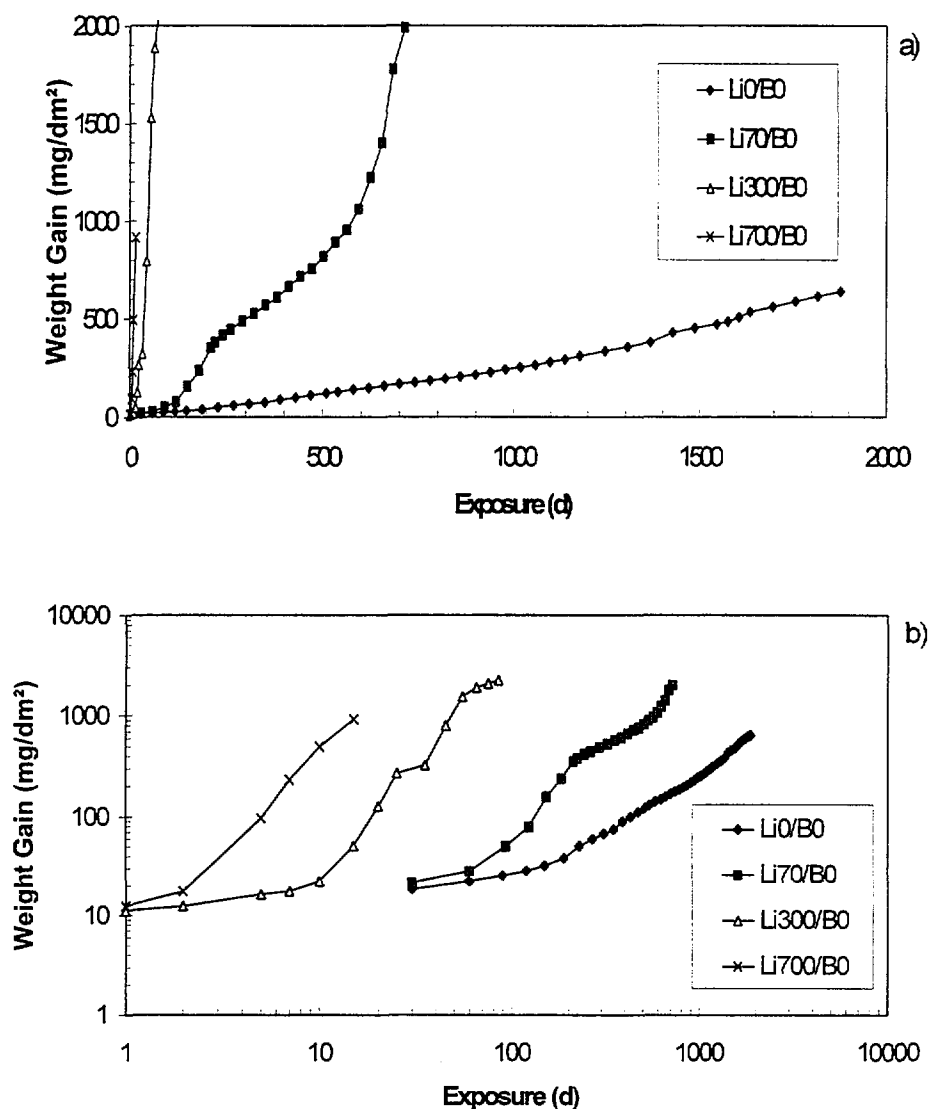 a)
2000
1500
1000
500
0
Weight Gain (mg/dm²)
Li0/B0
Li70/B0
Li300/B0
Li700/B0
0 500 1000 1500 2000
Exposure (d)
b)
10000
1000
100
10
1
Weight Gain (mg/dm²)
Li0/B0
Li70/B0
Li300/B0
Li700/B0
1 10 100 1000 10000
Exposure (d)